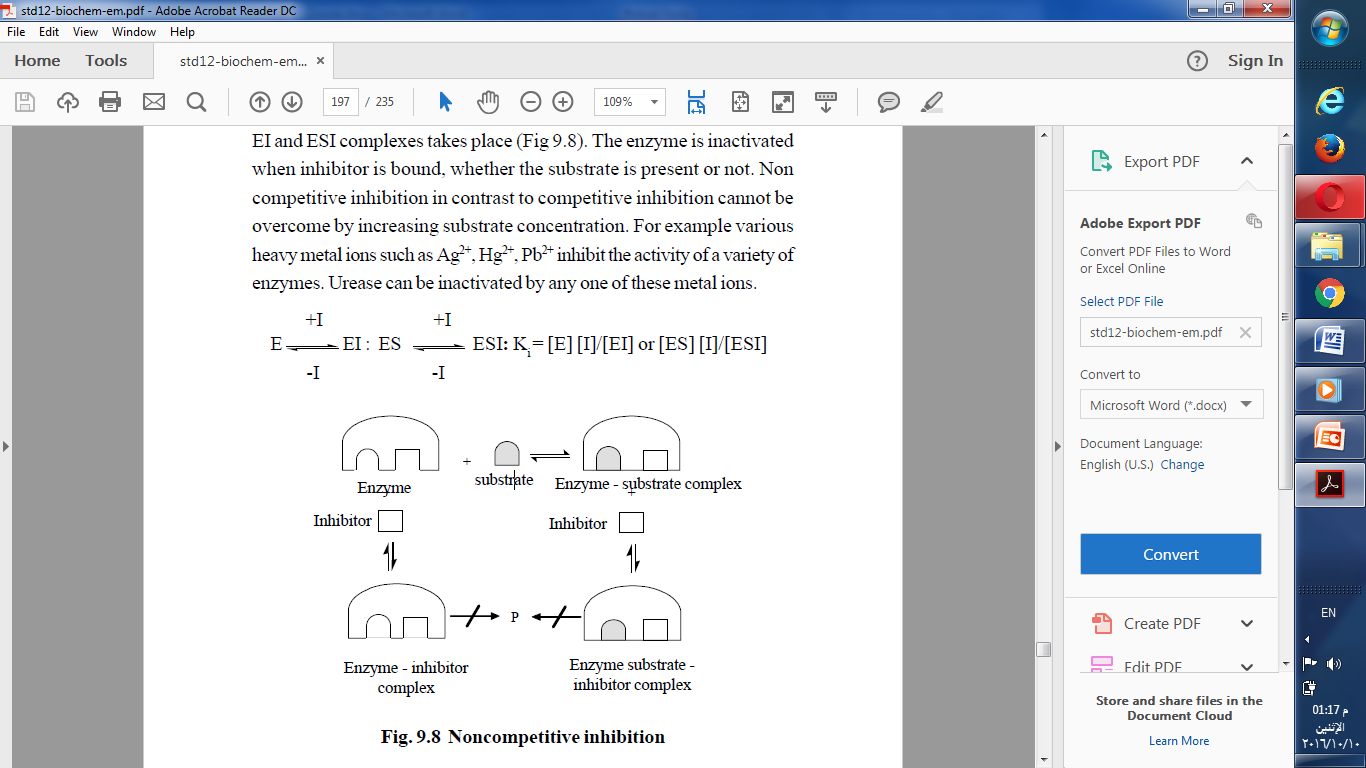 std12-biochem-em.pdf - Adobe Acrobat Reader DC
File Edit View Window Help
Home Tools std12-biochem-em... × ? Sign In
197 / 235 109%
EI and ESI complexes takes place (Fig 9.8). The enzyme is inactivated
when inhibitor is bound, whether the substrate is present or not. Non
competitive inhibition in contrast to competitive inhibition cannot be
overcome by increasing substrate concentration. For example various
heavy metal ions such as Ag²⁺, Hg²⁺, Pb²⁺ inhibit the activity of a variety of
enzymes. Urease can be inactivated by any one of these metal ions.
+I +I
E ⇌ EI : ES ⇌ ESI: Kᵢ= [E] [I]/[EI] or [ES] [I]/[ESI]
-I -I
+
Enzyme
substrate
Enzyme - substrate complex
+
Inhibitor
Inhibitor
P
Enzyme - inhibitor
complex
Enzyme substrate -
inhibitor complex
Fig. 9.8 Noncompetitive inhibition
Export PDF
Adobe Export PDF
Convert PDF Files to Word
or Excel Online
Select PDF File
std12-biochem-em.pdf
Convert to
Microsoft Word (*.docx)
Document Language:
English (U.S.) Change
Convert
Create PDF
Edit PDF
Store and share files in the
Document Cloud
Learn More
EN
01:17 م
الإثنين
٢٠١٦/١٠/١٠